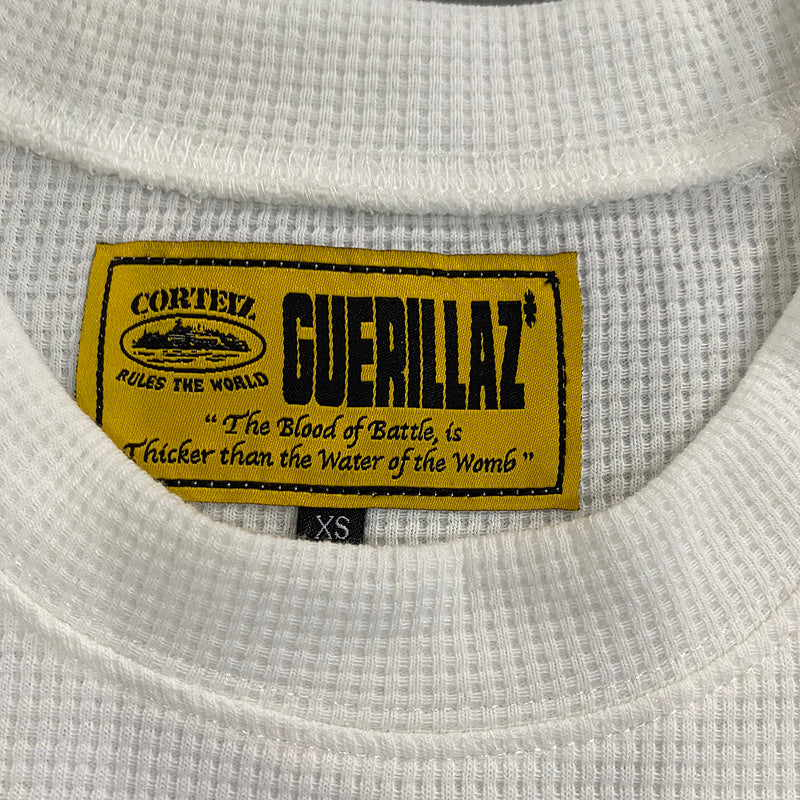 CORTEIZ
RULES THE WORLD
GUERILLAZ*
“The Blood of Battle, is
Thicker than the Water of the Womb”
XS